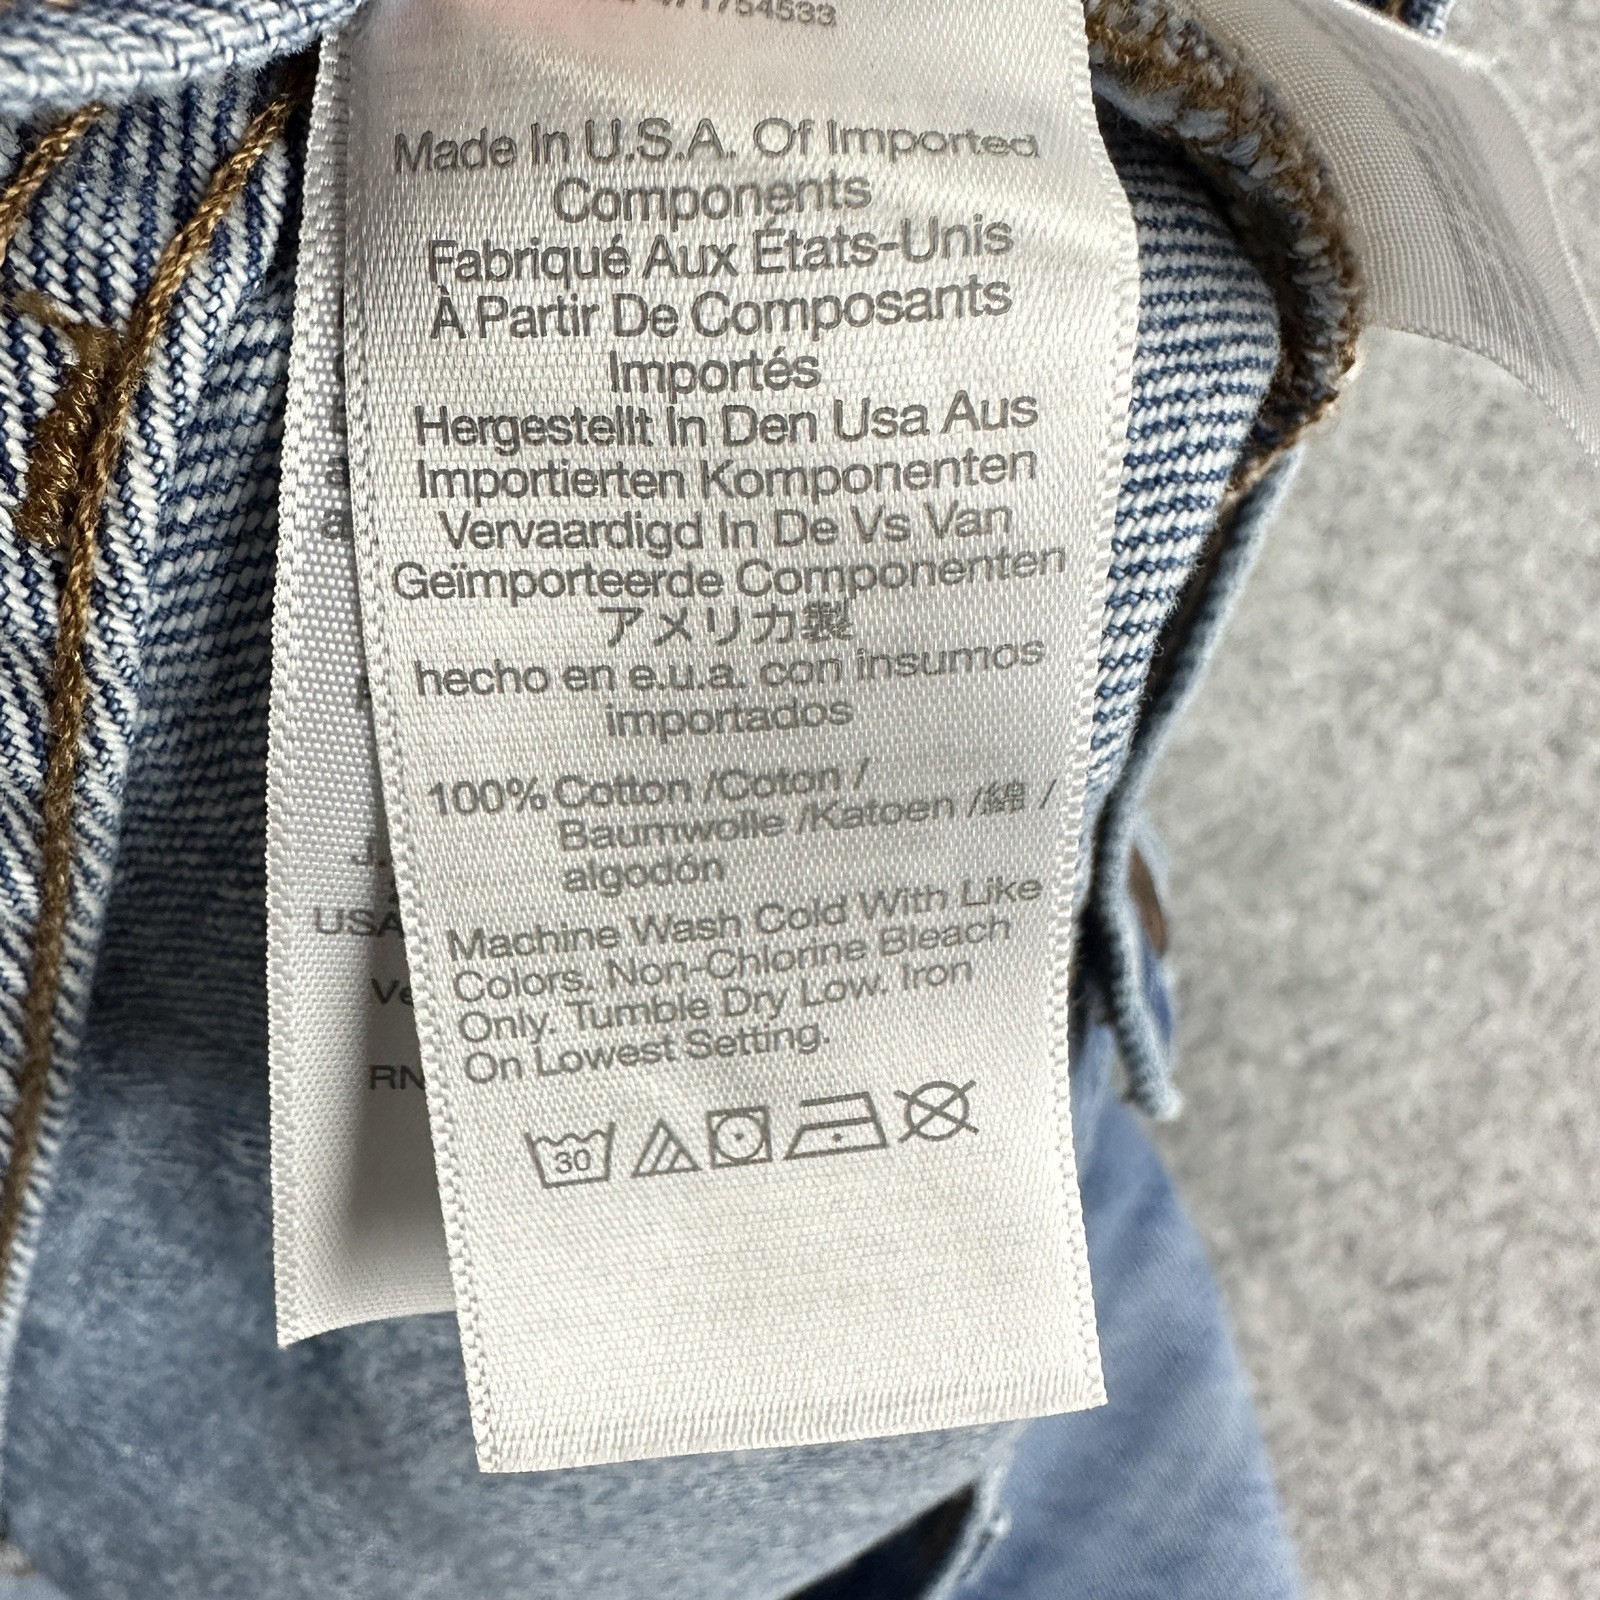 Made In U.S.A. Of Imported
Components
Fabriqué Aux États-Unis
À Partir De Composants
Importés
Hergestellt In Den Usa Aus
Importierten Komponenten
Vervaardigd In De Vs Van
Geïmporteerde Componenten
アメリカ製
hecho en e.u.a. con insumos
importados
100% Cotton /Coton /
Baumwolle /Katoen /綿 /
algodón
Machine Wash Cold With Like
Colors. Non-Chlorine Bleach
Only. Tumble Dry Low. Iron
On Lowest Setting.
30
USA
RN